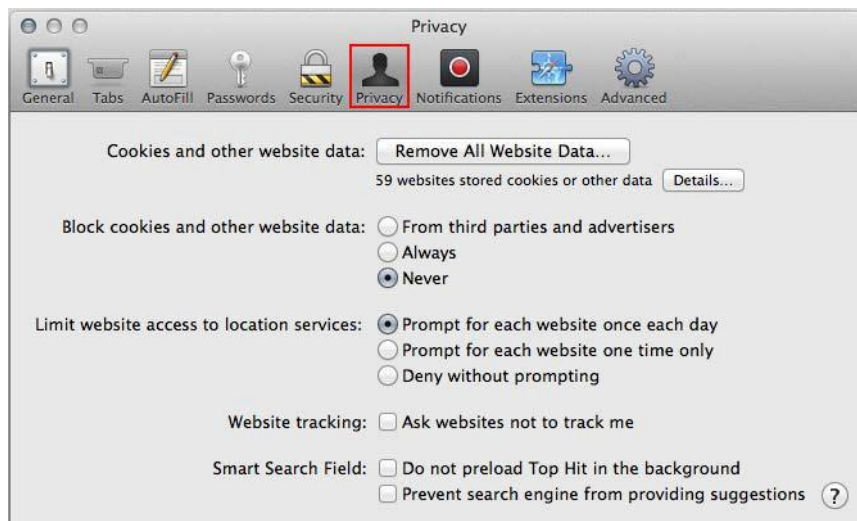 Privacy
General Tabs AutoFill Passwords Security Privacy Notifications Extensions Advanced
Cookies and other website data: Remove All Website Data...
59 websites stored cookies or other data Details...
Block cookies and other website data: From third parties and advertisers
Always
Never
Limit website access to location services: Prompt for each website once each day
Prompt for each website one time only
Deny without prompting
Website tracking: Ask websites not to track me
Smart Search Field: Do not preload Top Hit in the background
Prevent search engine from providing suggestions ?